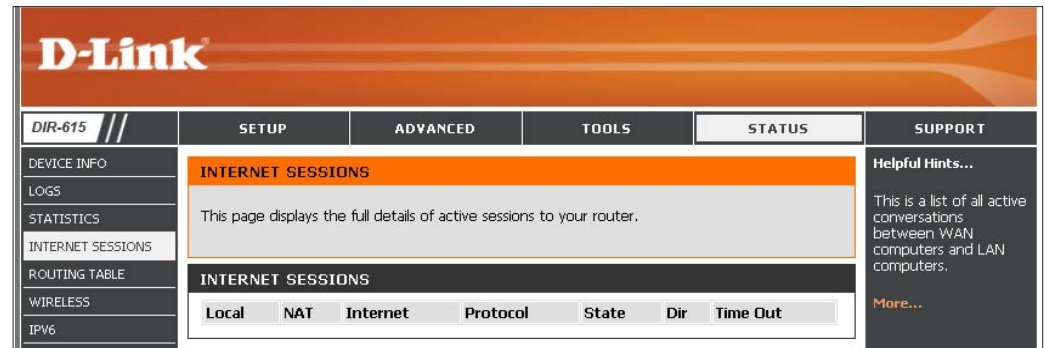 D-Link
DIR-615
SETUP
ADVANCED
TOOLS
STATUS
SUPPORT
DEVICE INFO
LOGS
STATISTICS
INTERNET SESSIONS
ROUTING TABLE
WIRELESS
IPV6
INTERNET SESSIONS
This page displays the full details of active sessions to your router.
INTERNET SESSIONS
Local NAT Internet Protocol State Dir Time Out
Helpful Hints...
This is a list of all active
conversations
between WAN
computers and LAN
computers.
More...